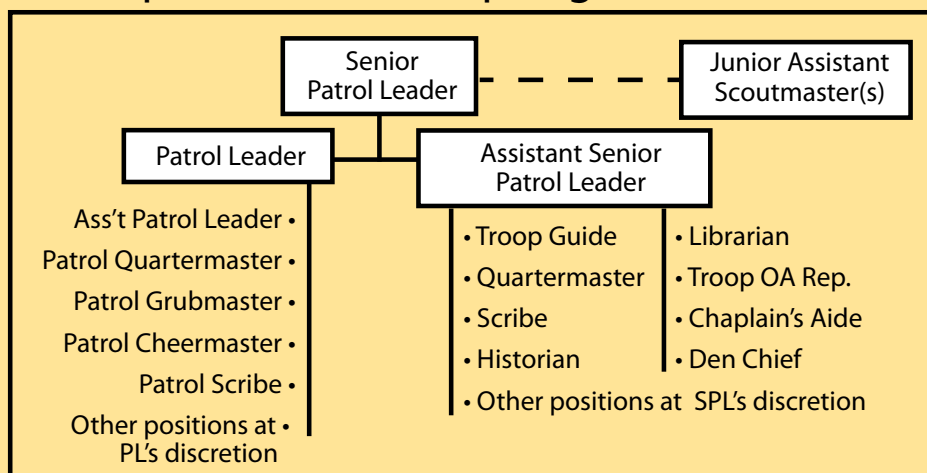 Senior
Patrol Leader
Junior Assistant
Scoutmaster(s)
Patrol Leader
Assistant Senior
Patrol Leader
Ass't Patrol Leader •
Patrol Quartermaster •
Patrol Grubmaster •
Patrol Cheermaster •
Patrol Scribe •
Other positions at •
PL's discretion
• Troop Guide
• Quartermaster
• Scribe
• Historian
• Librarian
• Troop OA Rep.
• Chaplain's Aide
• Den Chief
• Other positions at SPL's discretion